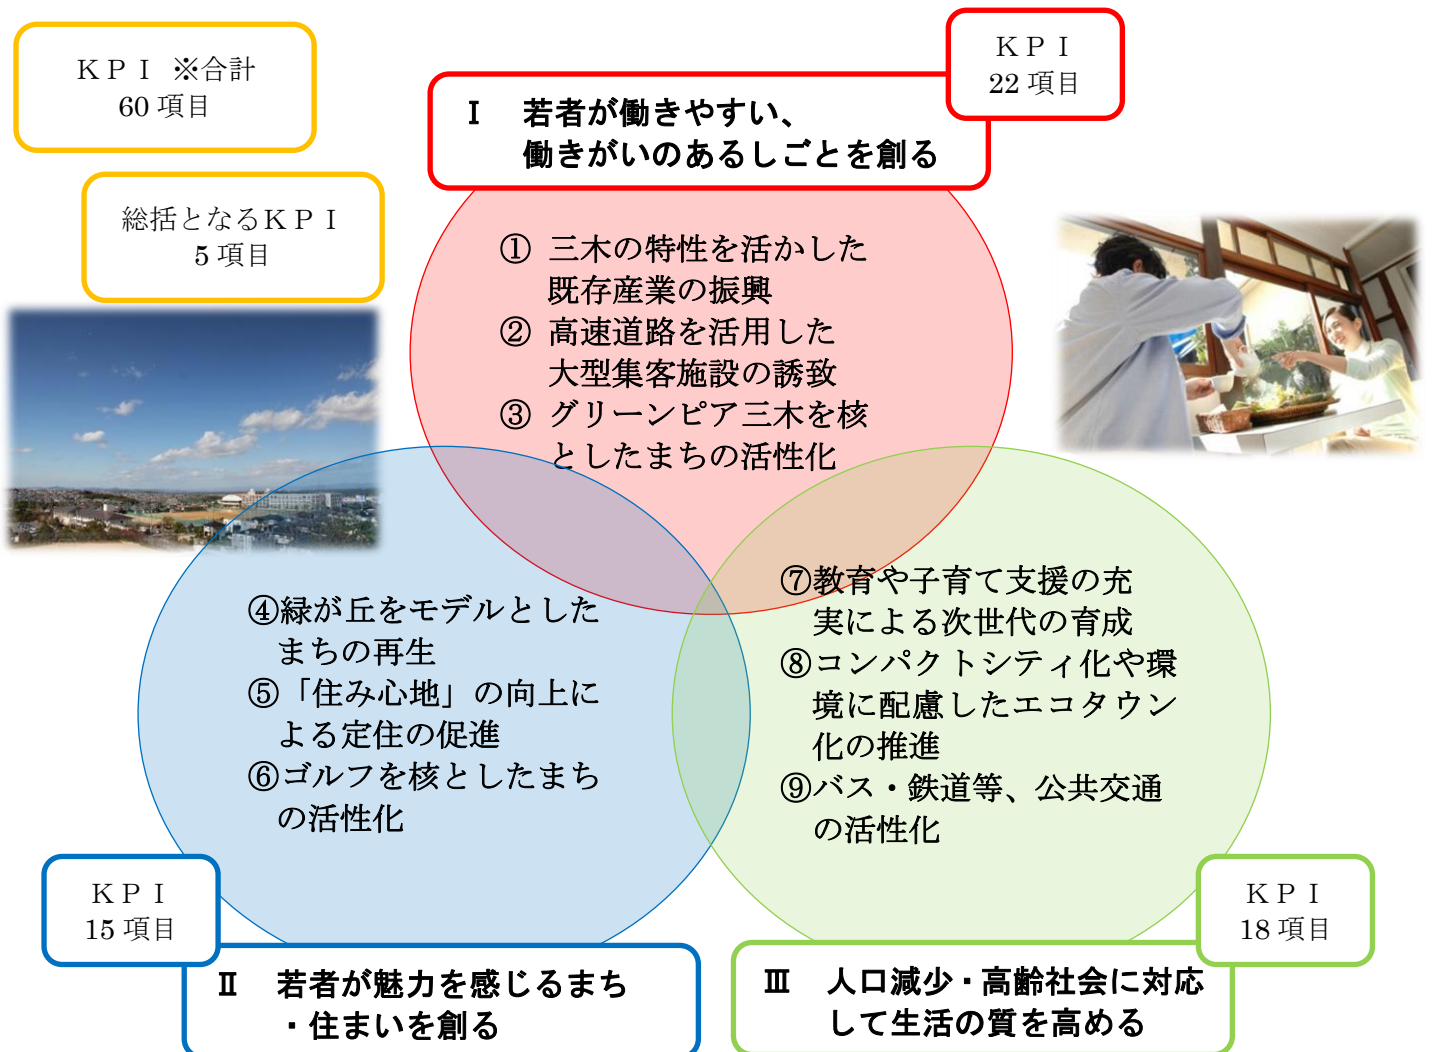 ＫＰＩ ※合計
60 項目
総括となるＫＰＩ
5 項目
ＫＰＩ
22 項目
Ⅰ　若者が働きやすい、
働きがいのあるしごとを創る
① 三木の特性を活かした
既存産業の振興
② 高速道路を活用した
大型集客施設の誘致
③ グリーンピア三木を核
としたまちの活性化
④緑が丘をモデルとした
まちの再生
⑤「住み心地」の向上に
よる定住の促進
⑥ゴルフを核としたまち
の活性化
⑦教育や子育て支援の充
実による次世代の育成
⑧コンパクトシティ化や環
境に配慮したエコタウン
化の推進
⑨バス・鉄道等、公共交通
の活性化
ＫＰＩ
15 項目
Ⅱ　若者が魅力を感じるまち
・住まいを創る
ＫＰＩ
18 項目
Ⅲ　人口減少・高齢社会に対応
して生活の質を高める